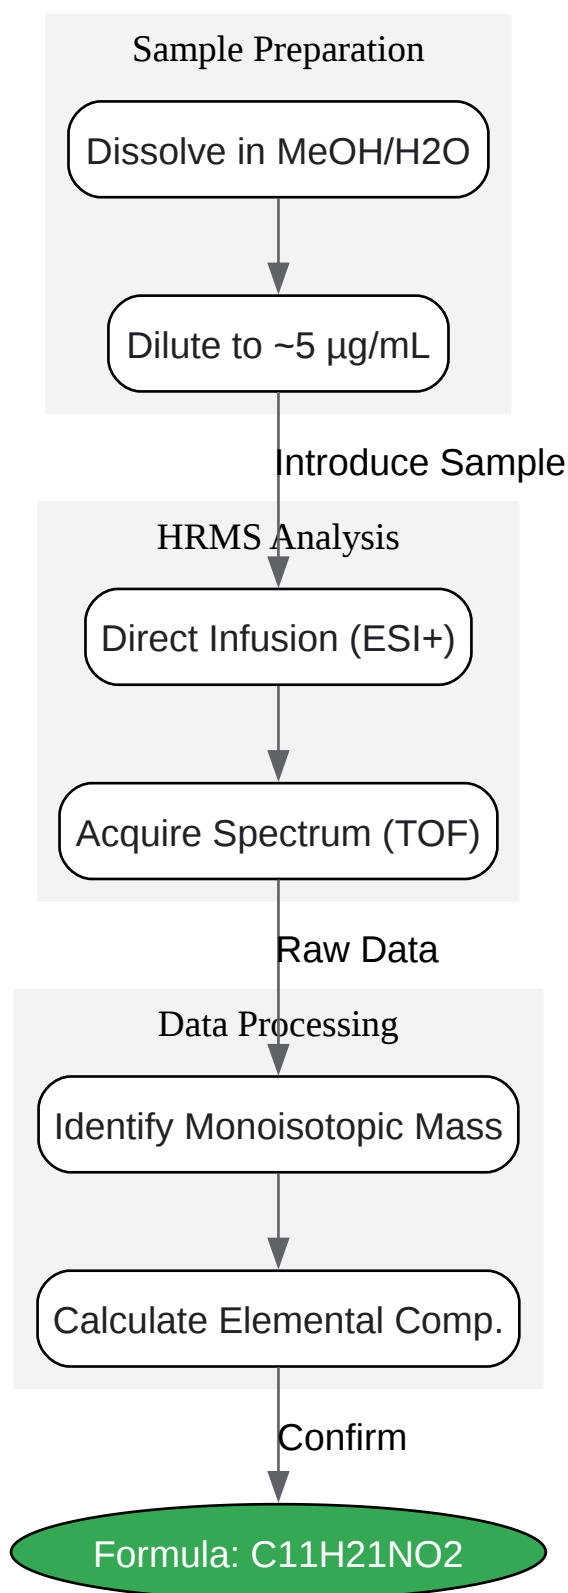 Sample Preparation
Dissolve in MeOH/H2O
Dilute to ~5 µg/mL
Introduce Sample
HRMS Analysis
Direct Infusion (ESI+)
Acquire Spectrum (TOF)
Raw Data
Data Processing
Identify Monoisotopic Mass
Calculate Elemental Comp.
Confirm
Formula: C11H21NO2